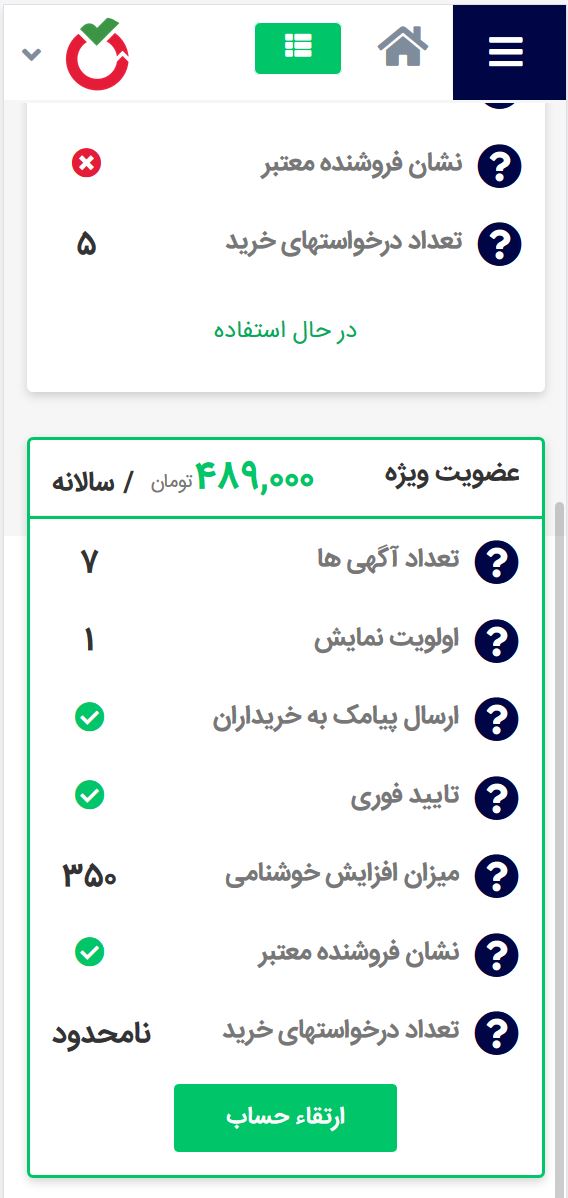 نشان فروشنده معتبر
تعداد درخواستهای خرید ۵
در حال استفاده
عضویت ویژه ۴۸۹,۰۰۰ تومان / سالانه
تعداد آگهی ها ۷
اولویت نمایش ۱
ارسال پیامک به خریداران
تایید فوری
میزان افزایش خوشنامی ۳۵۰
نشان فروشنده معتبر
تعداد درخواستهای خرید نامحدود
ارتقاء حساب